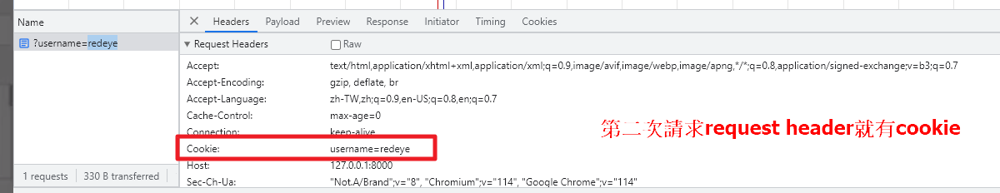 Name
Headers Payload Preview Response Initiator Timing Cookies
?username=redeye
Request Headers Raw
Accept: text/html,application/xhtml+xml,application/xml;q=0.9,image/avif,image/webp,image/apng,*/*;q=0.8,application/signed-exchange;v=b3;q=0.7
Accept-Encoding: gzip, deflate, br
Accept-Language: zh-TW,zh;q=0.9,en-US;q=0.8,en;q=0.7
Cache-Control: max-age=0
Connection: keep-alive
第二次請求request header就有cookie
Cookie: username=redeye
Host: 127.0.0.1:8000
1 requests 330 B transferred
Sec-Ch-Ua: "Not.A/Brand";v="8", "Chromium";v="114", "Google Chrome";v="114"